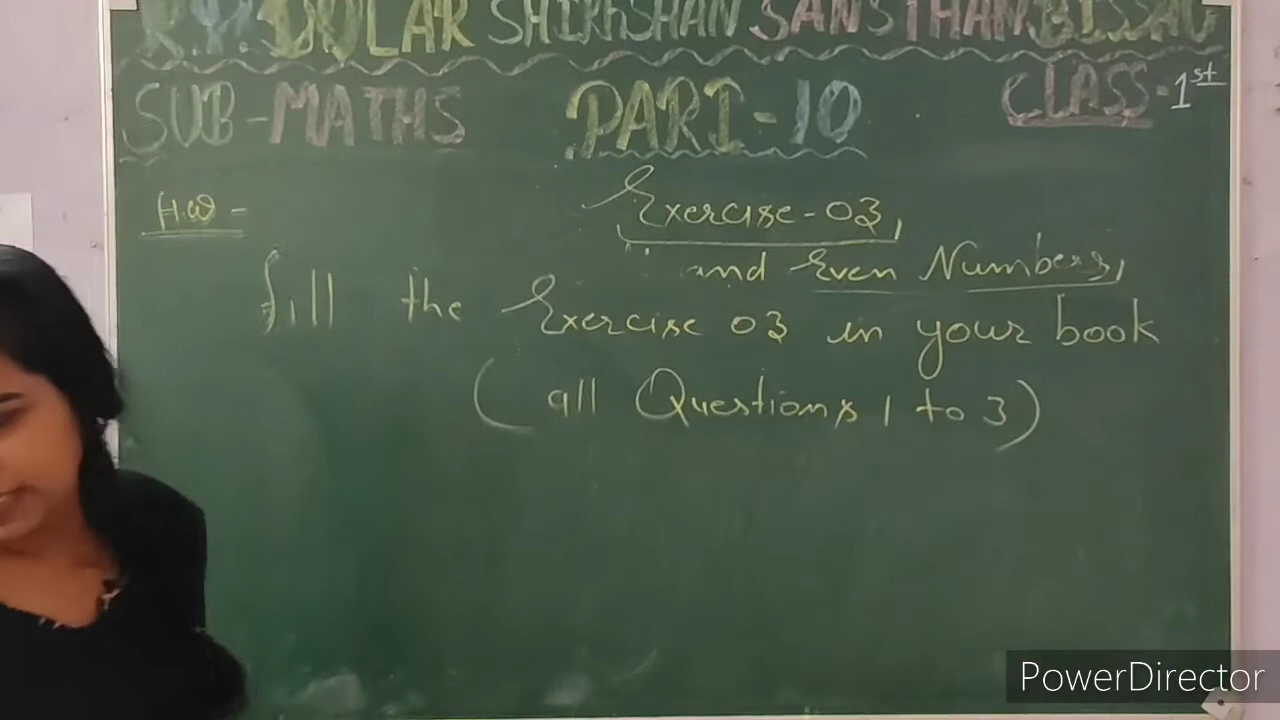 SHIKSHAN SANSTHAN BISSAU
SUB-MATHS PART-10 CLASS-1st
H.W-
Exercise-03,
and Even Numbers,
fill the Exercise 03 in your book
(all Questions 1 to 3)
PowerDirector